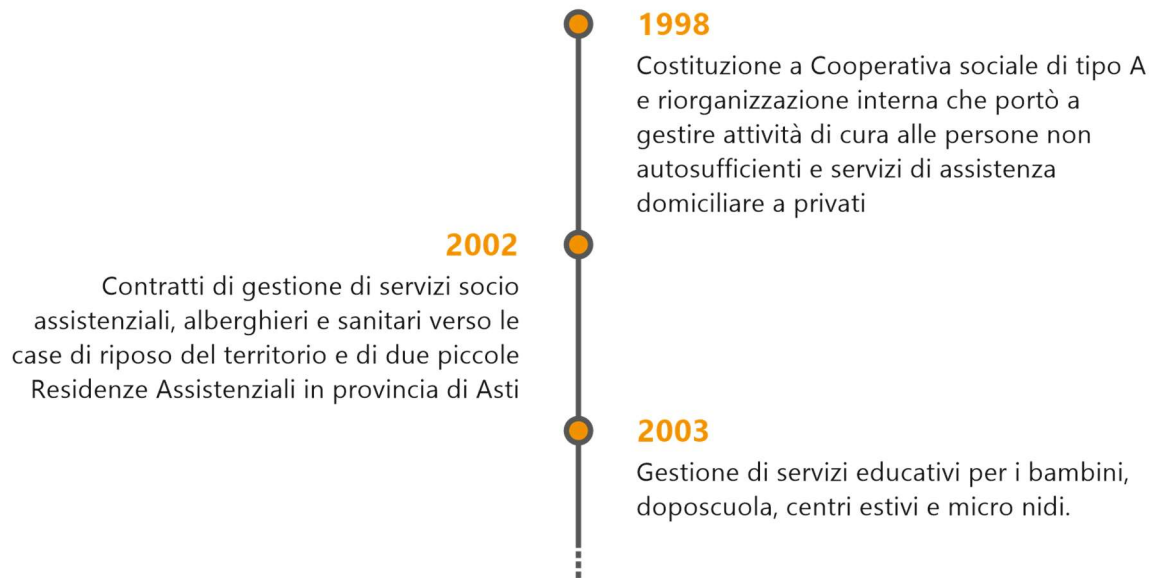 1998
Costituzione a Cooperativa sociale di tipo A
e riorganizzazione interna che portò a
gestire attività di cura alle persone non
autosufficienti e servizi di assistenza
domiciliare a privati
2002
Contratti di gestione di servizi socio
assistenziali, alberghieri e sanitari verso le
case di riposo del territorio e di due piccole
Residenze Assistenziali in provincia di Asti
2003
Gestione di servizi educativi per i bambini,
doposcuola, centri estivi e micro nidi.